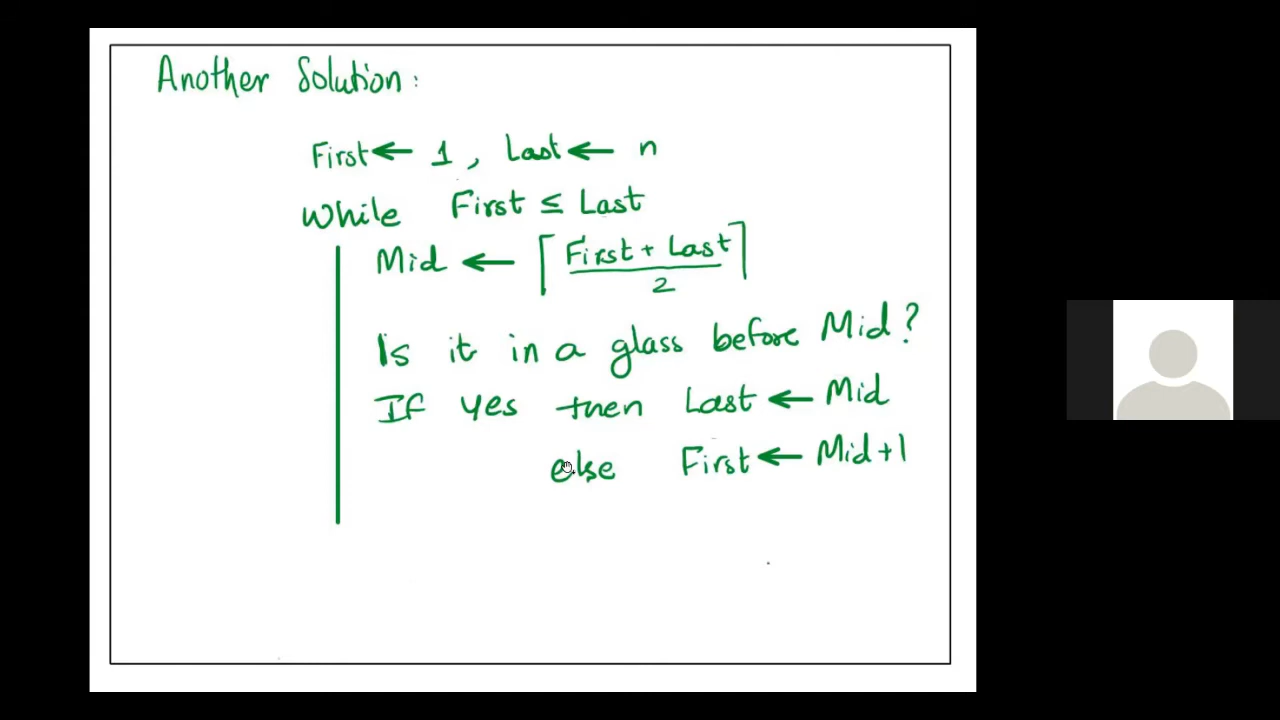 Another Solution:
First ← 1, Last ← n
While First ≤ Last
Mid ← ⌈(First + Last)/2⌉
Is it in a glass before Mid?
If yes then Last ← Mid
else First ← Mid+1